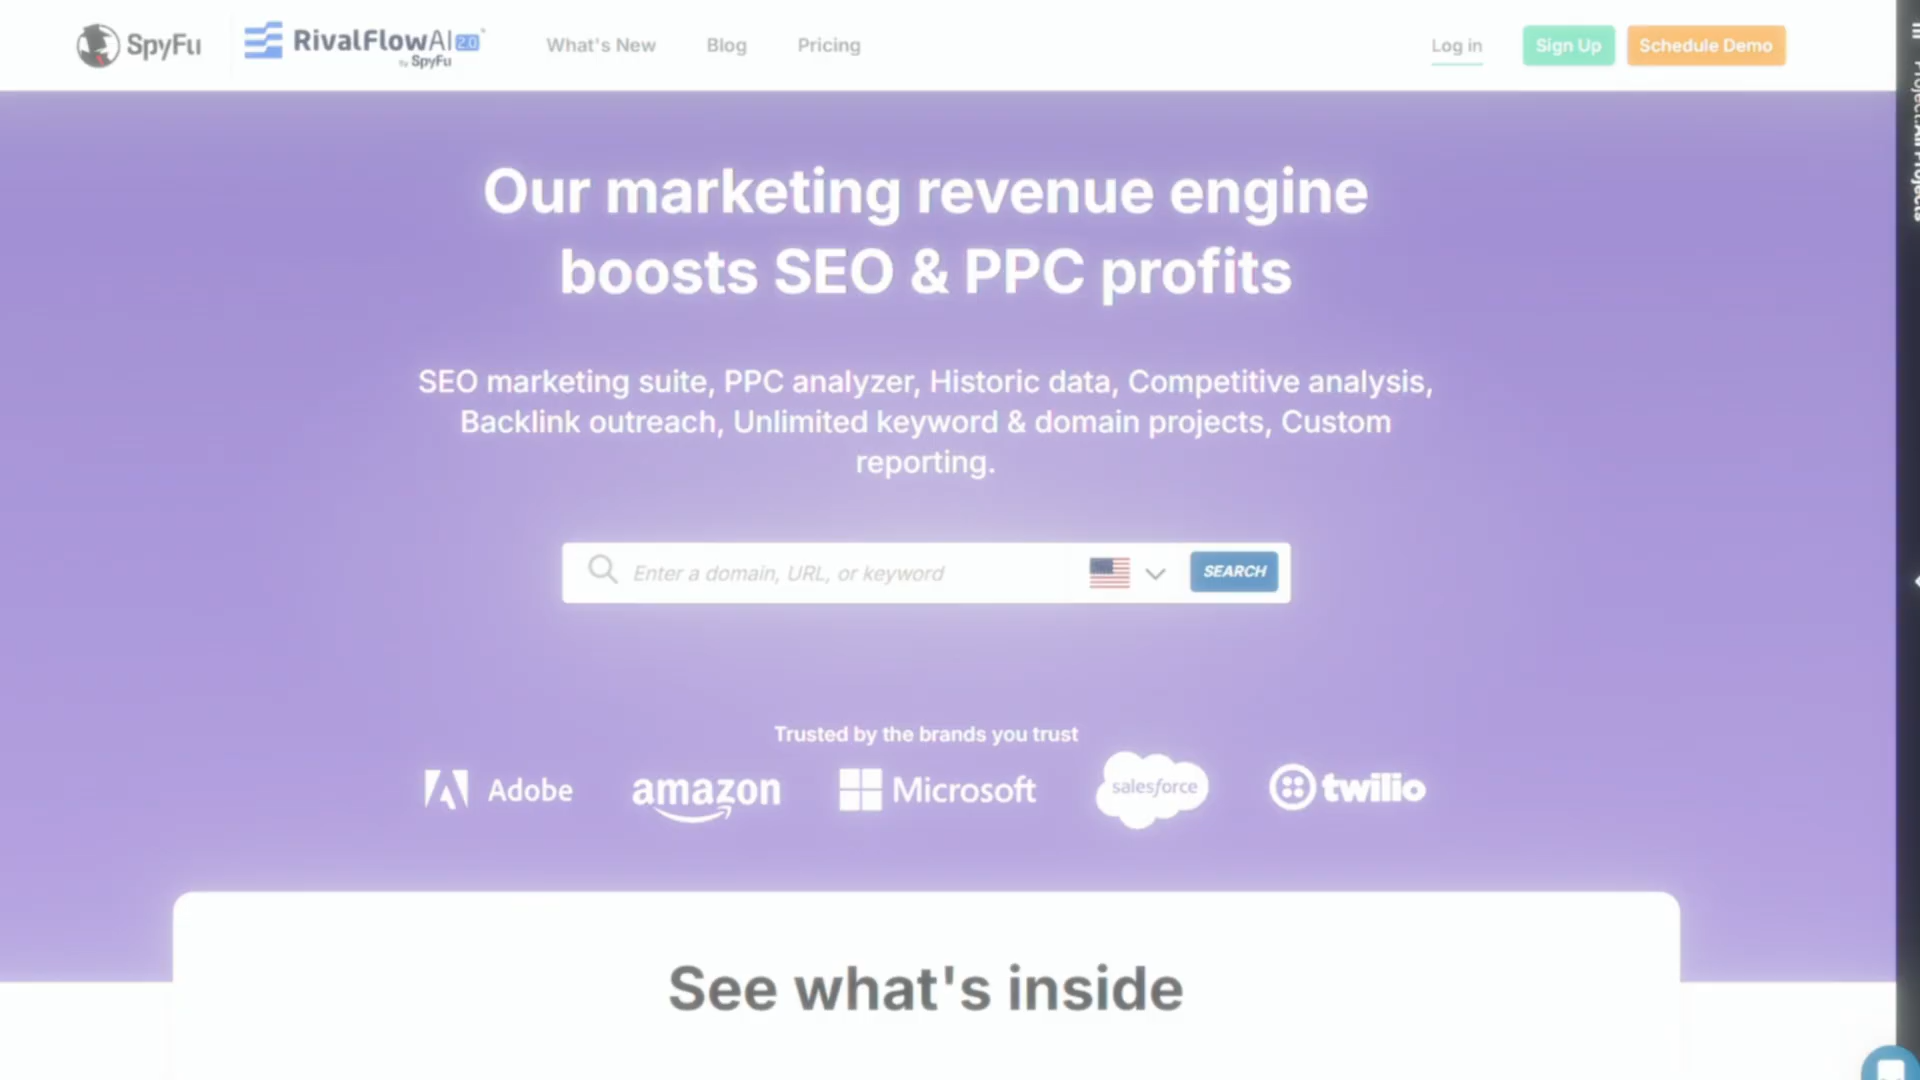 SpyFu
RivalFlowAI 2.0
by SpyFu
What's New
Blog
Pricing
Log in
Sign Up
Schedule Demo
Our marketing revenue engine
boosts SEO & PPC profits
SEO marketing suite, PPC analyzer, Historic data, Competitive analysis,
Backlink outreach, Unlimited keyword & domain projects, Custom
reporting.
Enter a domain, URL, or keyword
SEARCH
Trusted by the brands you trust
Adobe
amazon
Microsoft
salesforce
twilio
See what's inside
Project: All Projects